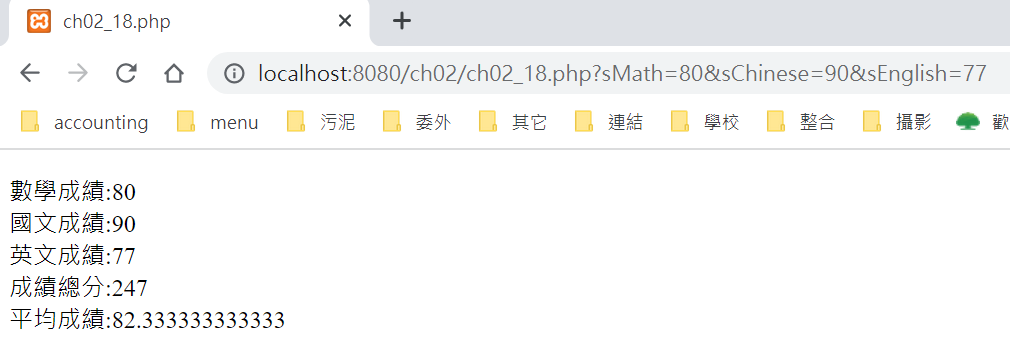 ch02_18.php
localhost:8080/ch02/ch02_18.php?sMath=80&sChinese=90&sEnglish=77
accounting menu 污泥 委外 其它 連結 學校 整合 攝影 歡
數學成績:80
國文成績:90
英文成績:77
成績總分:247
平均成績:82.333333333333